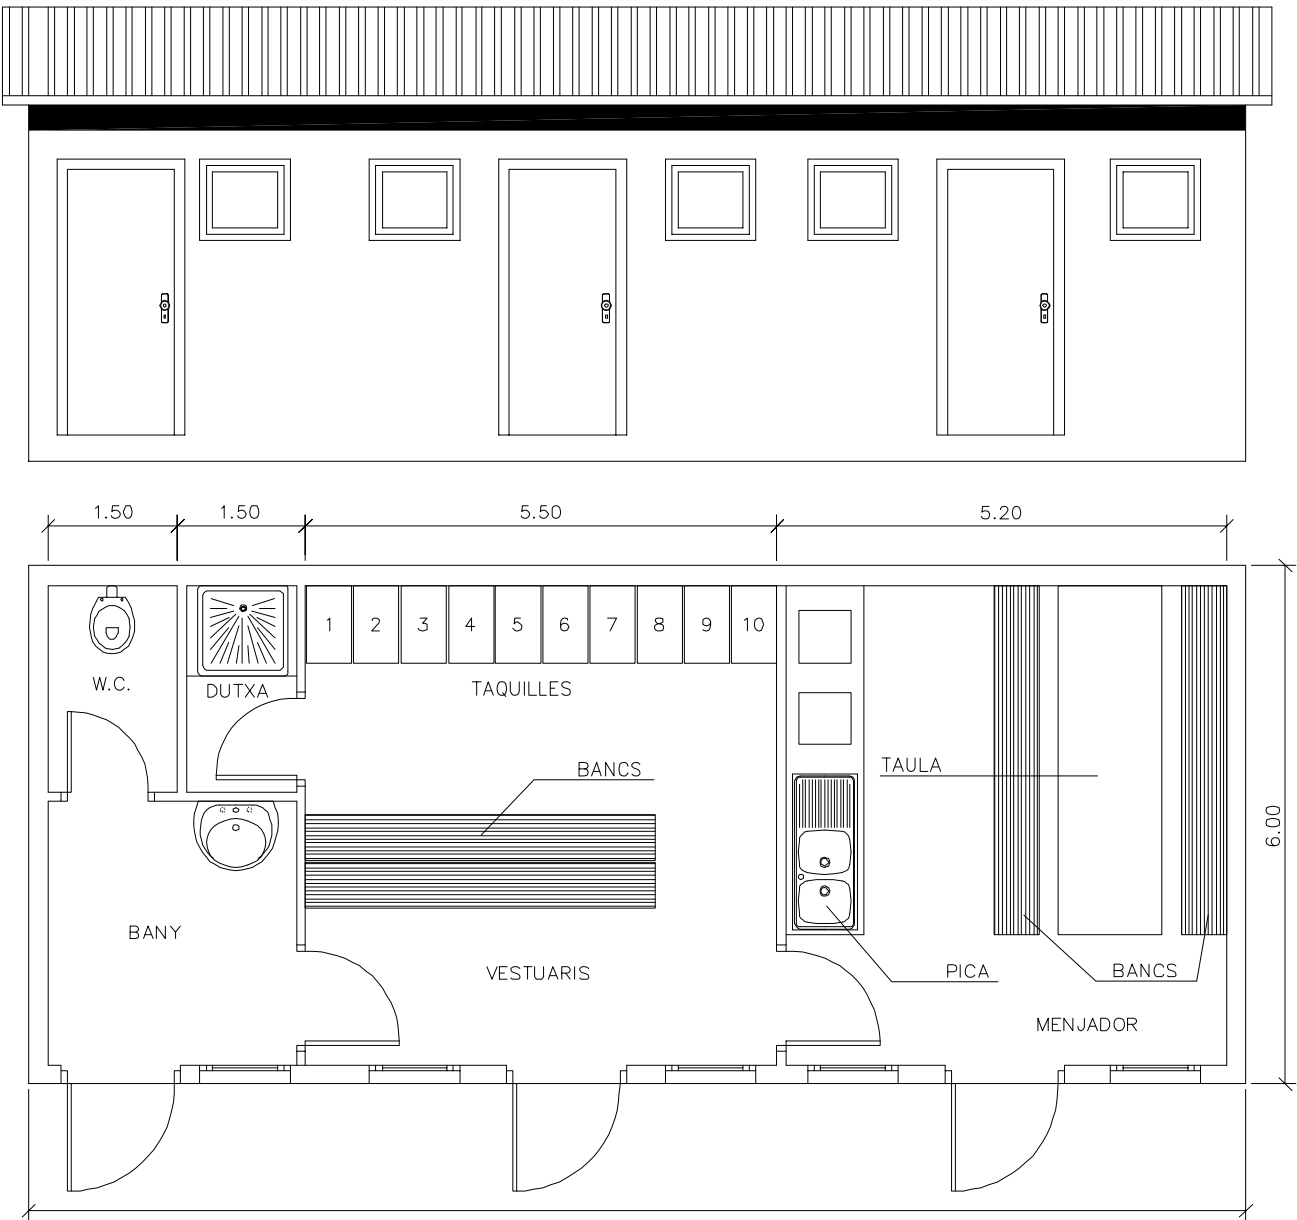 1.50 1.50 5.50 5.20
1 2 3 4 5 6 7 8 9 10
W.C.
DUTXA
TAQUILLES
BANCS
TAULA
6.00
BANY
VESTUARIS
PICA
BANCS
MENJADOR